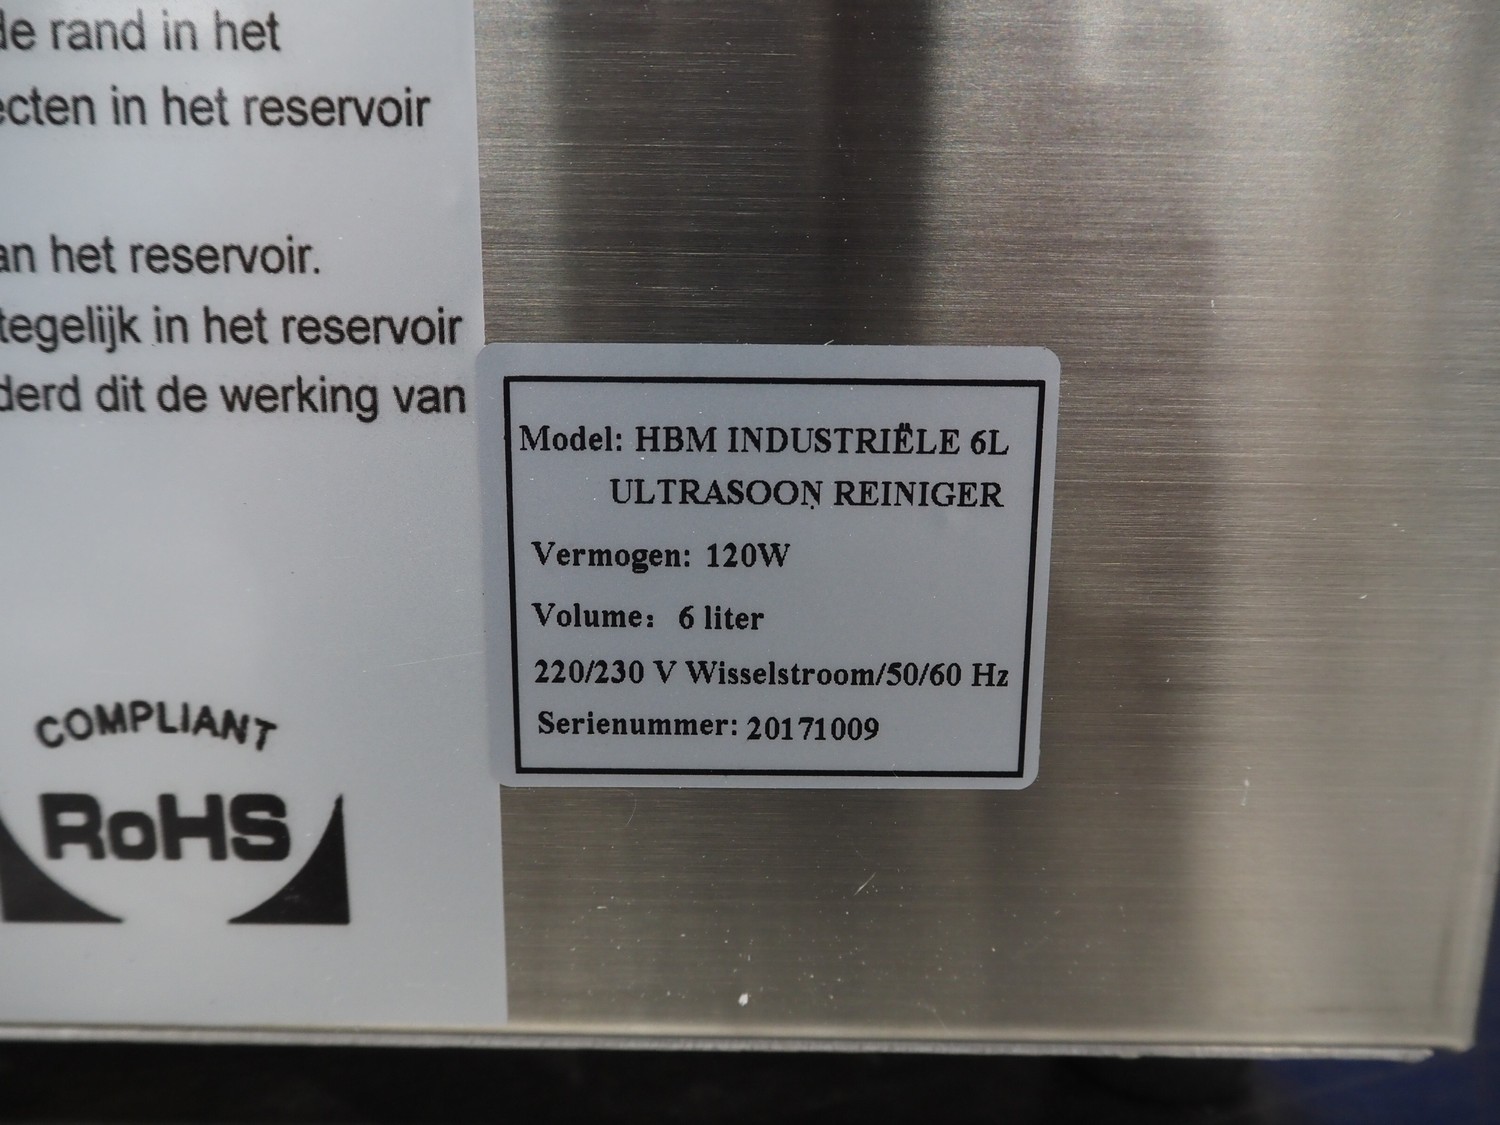 de rand in het
ecten in het reservoir
an het reservoir.
tegelijk in het reservoir
derd dit de werking van
COMPLIANT
RoHS
Model: HBM INDUSTRIËLE 6L
ULTRASOON REINIGER
Vermogen: 120W
Volume: 6 liter
220/230 V Wisselstroom/50/60 Hz
Serienummer: 20171009